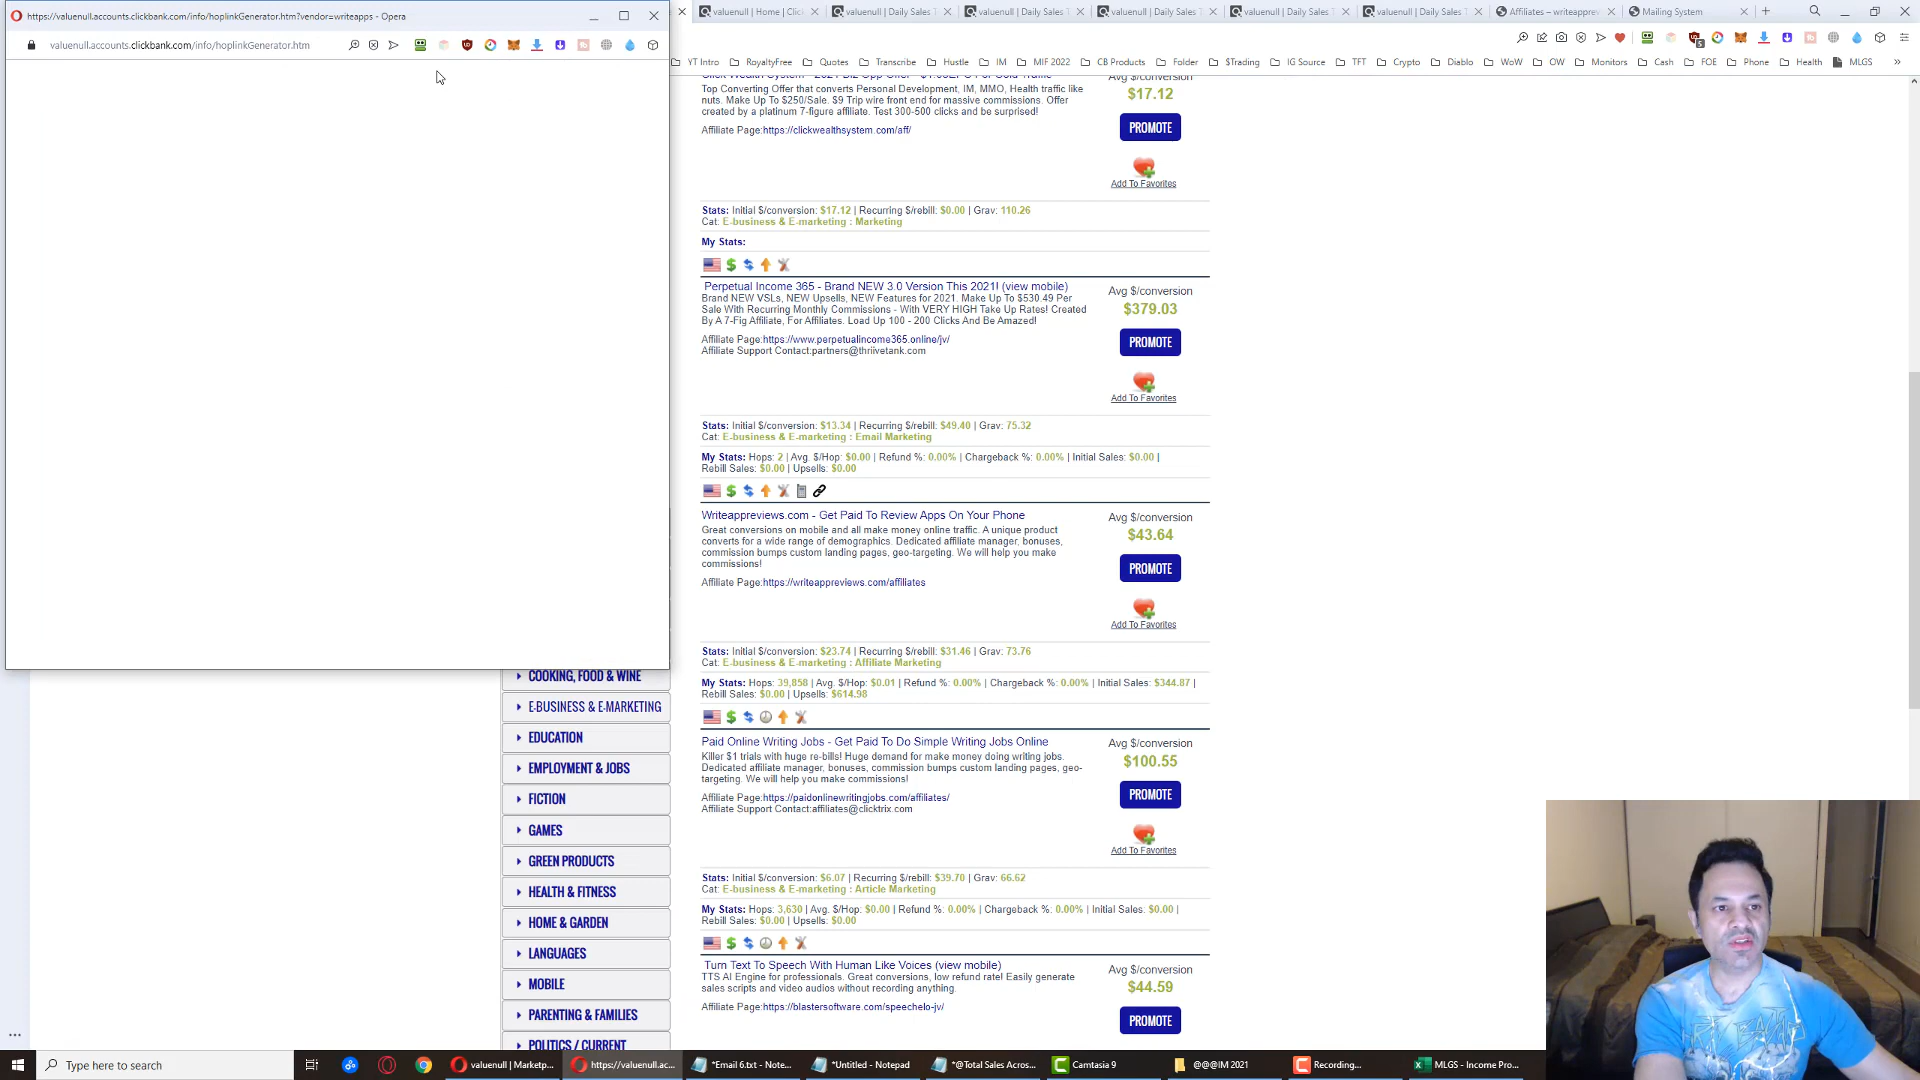 https://valuenull.accounts.clickbank.com/info/hoplinkGenerator.htm?vendor=writeapps - Opera
valuenull | Home | Click
valuenull | Daily Sales T
valuenull | Daily Sales T
valuenull | Daily Sales T
valuenull | Daily Sales T
valuenull | Daily Sales T
Affiliates – writeapprev
Mailing System
valuenull.accounts.clickbank.com/info/hoplinkGenerator.htm
YT Intro
RoyaltyFree
Quotes
Transcribe
Hustle
IM
MIF 2022
CB Products
Folder
$Trading
IG Source
TFT
Crypto
Diablo
WoW
OW
Monitors
Cash
FOE
Phone
Health
MLGS
Avg $/conversion
Top Converting Offer that converts Personal Development, IM, MMO, Health traffic like
nuts. Make Up To $250/Sale. $9 Trip wire front end for massive commissions. Offer
created by a platinum 7-figure affiliate. Test 300-500 clicks and be surprised!
Affiliate Page:https://clickwealthsystem.com/aff/
$17.12
PROMOTE
Add To Favorites
Stats: Initial $/conversion: $17.12 | Recurring $/rebill: $0.00 | Grav: 110.26
Cat: E-business & E-marketing : Marketing
My Stats:
Perpetual Income 365 - Brand NEW 3.0 Version This 2021! (view mobile)
Brand NEW VSLs, NEW Upsells, NEW Features for 2021. Make Up To $530.49 Per
Sale With Recurring Monthly Commissions - With VERY HIGH Take Up Rates! Created
By A 7-Fig Affiliate, For Affiliates. Load Up 100 - 200 Clicks And Be Amazed!
Affiliate Page:https://www.perpetualincome365.online/jv/
Affiliate Support Contact:partners@thriivetank.com
Avg $/conversion
$379.03
PROMOTE
Add To Favorites
Stats: Initial $/conversion: $13.34 | Recurring $/rebill: $49.40 | Grav: 75.32
Cat: E-business & E-marketing : Email Marketing
My Stats: Hops: 2 | Avg. $/Hop: $0.00 | Refund %: 0.00% | Chargeback %: 0.00% | Initial Sales: $0.00 |
Rebill Sales: $0.00 | Upsells: $0.00
Writeappreviews.com - Get Paid To Review Apps On Your Phone
Great conversions on mobile and all make money online traffic. A unique product
converts for a wide range of demographics. Dedicated affiliate manager, bonuses,
commission bumps custom landing pages, geo-targeting. We will help you make
commissions!
Affiliate Page:https://writeappreviews.com/affiliates
Avg $/conversion
$43.64
PROMOTE
Add To Favorites
Stats: Initial $/conversion: $23.74 | Recurring $/rebill: $31.46 | Grav: 73.76
Cat: E-business & E-marketing : Affiliate Marketing
My Stats: Hops: 39,858 | Avg. $/Hop: $0.01 | Refund %: 0.00% | Chargeback %: 0.00% | Initial Sales: $344.87 |
Rebill Sales: $0.00 | Upsells: $614.98
Paid Online Writing Jobs - Get Paid To Do Simple Writing Jobs Online
Killer $1 trials with huge re-bills! Huge demand for make money doing writing jobs.
Dedicated affiliate manager, bonuses, commission bumps custom landing pages, geo-
targeting. We will help you make commissions!
Affiliate Page:https://paidonlinewritingjobs.com/affiliates/
Affiliate Support Contact:affiliates@clicktrix.com
Avg $/conversion
$100.55
PROMOTE
Add To Favorites
Stats: Initial $/conversion: $6.07 | Recurring $/rebill: $39.70 | Grav: 66.62
Cat: E-business & E-marketing : Article Marketing
My Stats: Hops: 3,630 | Avg. $/Hop: $0.00 | Refund %: 0.00% | Chargeback %: 0.00% | Initial Sales: $0.00 |
Rebill Sales: $0.00 | Upsells: $0.00
Turn Text To Speech With Human Like Voices (view mobile)
TTS AI Engine for professionals. Great conversions, low refund rate! Easily generate
sales scripts and video audios without recording anything.
Affiliate Page:https://blastersoftware.com/speechelo-jv/
Avg $/conversion
$44.59
PROMOTE
COOKING, FOOD & WINE
E-BUSINESS & E-MARKETING
EDUCATION
EMPLOYMENT & JOBS
FICTION
GAMES
GREEN PRODUCTS
HEALTH & FITNESS
HOME & GARDEN
LANGUAGES
MOBILE
PARENTING & FAMILIES
POLITICS / CURRENT
Type here to search
valuenull | Marketp...
https://valuenull.ac...
*Email 6.txt - Note...
*Untitled - Notepad
*@Total Sales Acros...
Camtasia 9
@@@IM 2021
Recording...
MLGS - Income Pro...